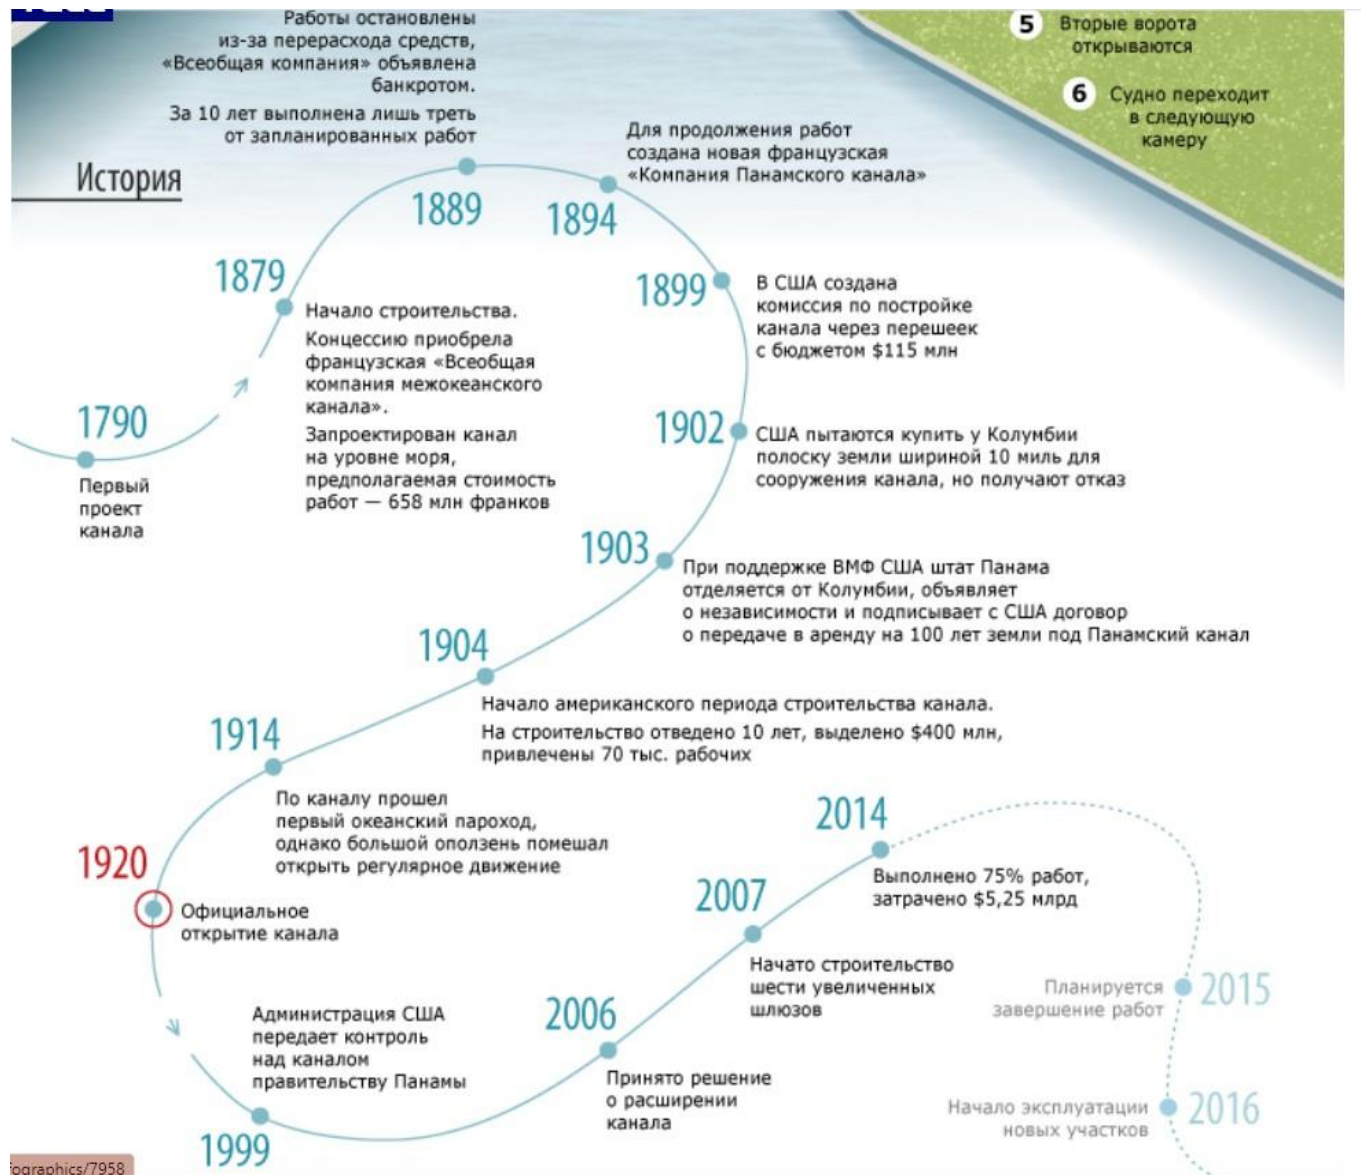 Работы остановлены
из-за перерасхода средств,
«Всеобщая компания» объявлена
банкротом.
За 10 лет выполнена лишь треть
от запланированных работ
5 Вторые ворота
открываются
6 Судно переходит
в следующую
камеру
История
1790
Первый
проект
канала
1879
Начало строительства.
Концессию приобрела
французская «Всеобщая
компания межокеанского
канала».
Запроектирован канал
на уровне моря,
предполагаемая стоимость
работ — 658 млн франков
1889
1894
Для продолжения работ
создана новая французская
«Компания Панамского канала»
1899
В США создана
комиссия по постройке
канала через перешеек
с бюджетом $115 млн
1902
США пытаются купить у Колумбии
полоску земли шириной 10 миль для
сооружения канала, но получают отказ
1903
При поддержке ВМФ США штат Панама
отделяется от Колумбии, объявляет
о независимости и подписывает с США договор
о передаче в аренду на 100 лет земли под Панамский канал
1904
Начало американского периода строительства канала.
На строительство отведено 10 лет, выделено $400 млн,
привлечены 70 тыс. рабочих
1914
По каналу прошел
первый океанский пароход,
однако большой оползень помешал
открыть регулярное движение
1920
Официальное
открытие канала
1999
Администрация США
передает контроль
над каналом
правительству Панамы
2006
Принято решение
о расширении
канала
2007
Начато строительство
шести увеличенных
шлюзов
2014
Выполнено 75% работ,
затрачено $5,25 млрд
2015
Планируется
завершение работ
2016
Начало эксплуатации
новых участков
fographics/7958